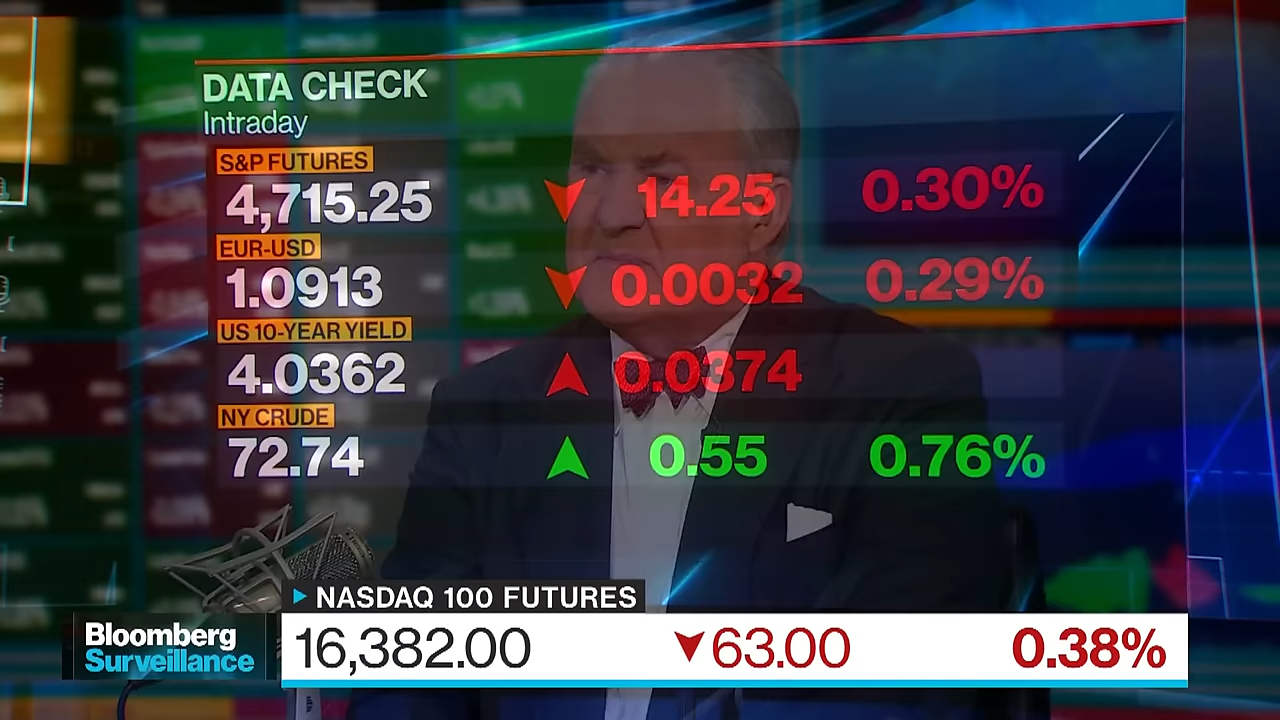 DATA CHECK
Intraday
S&P FUTURES
4,715.25 ▼ 14.25 0.30%
EUR-USD
1.0913 ▼ 0.0032 0.29%
US 10-YEAR YIELD
4.0362 ▲ 0.0374
NY CRUDE
72.74 ▲ 0.55 0.76%
NASDAQ 100 FUTURES
16,382.00 ▼63.00 0.38%
Bloomberg
Surveillance